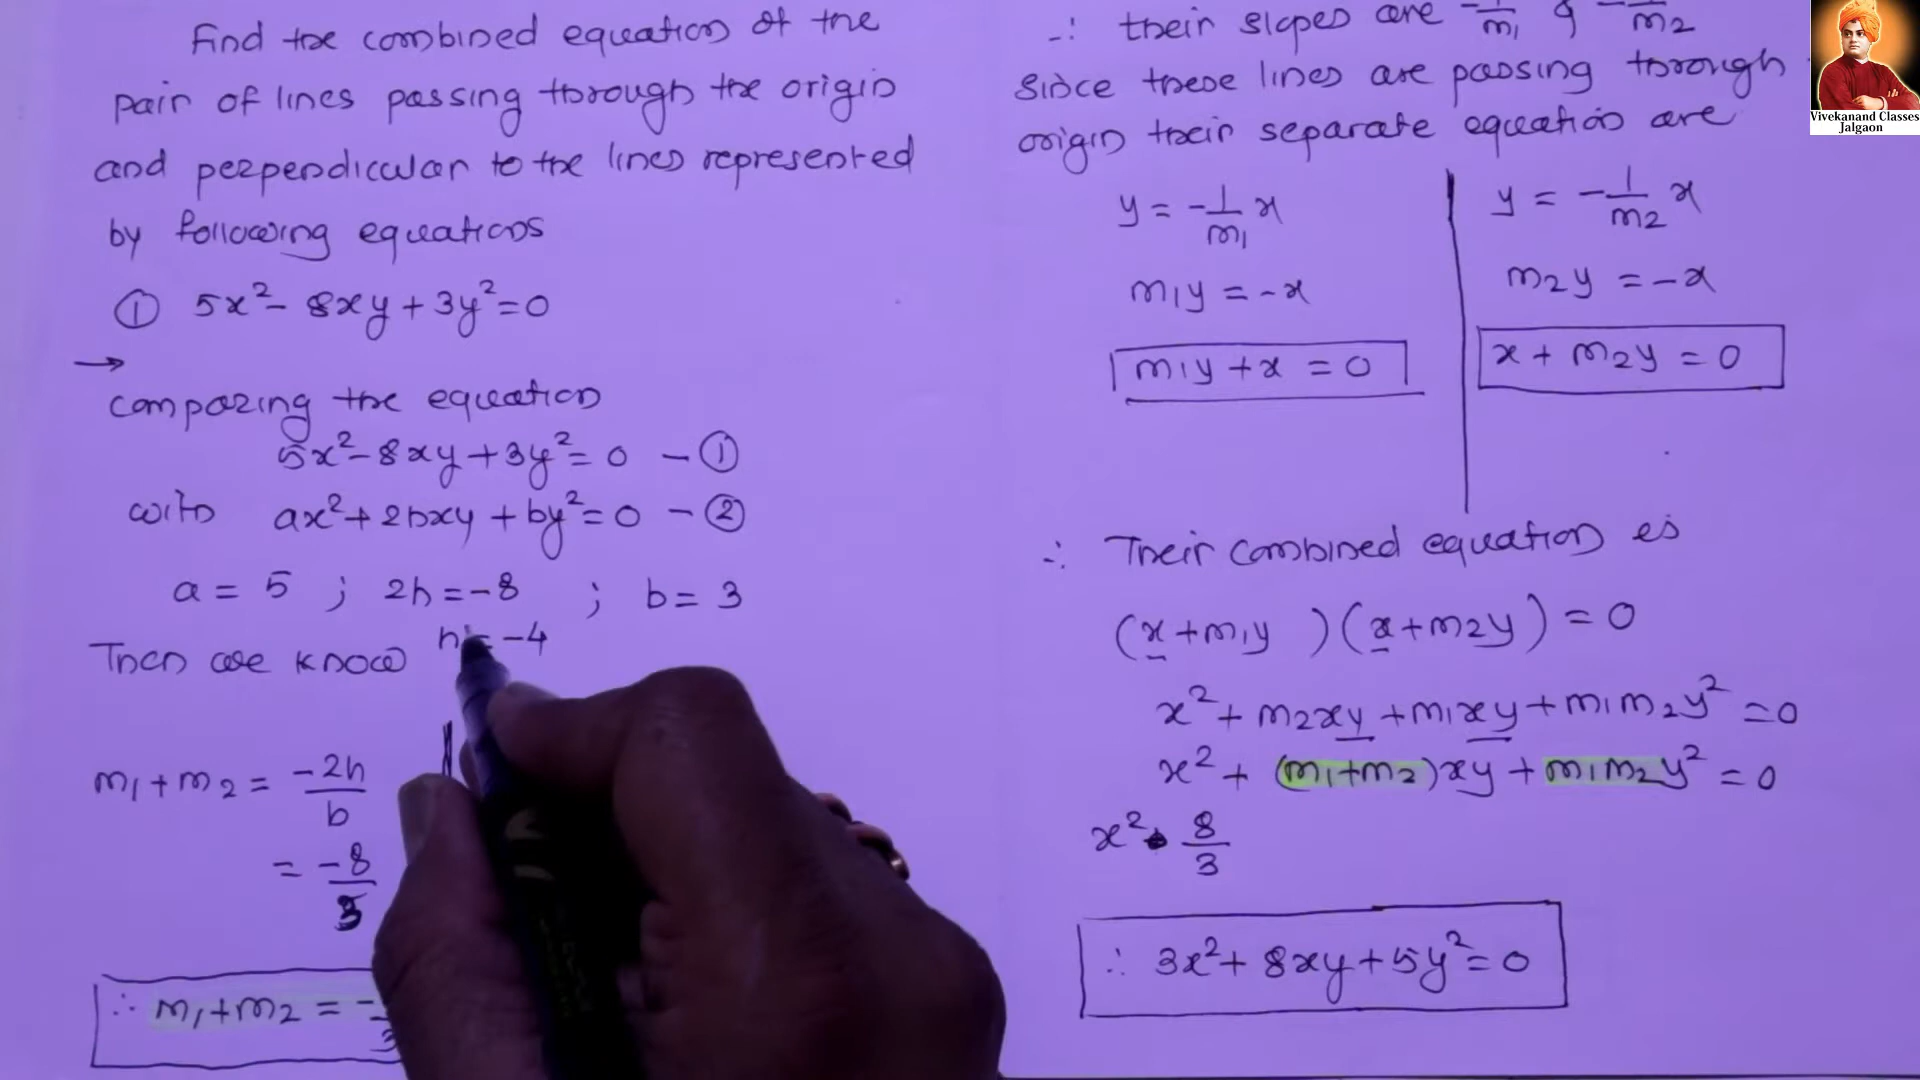 Find the combined equation of the
pair of lines passing through the origin
and perpendicular to the lines represented
by following equations
① 5x² - 8xy + 3y² = 0
→
comparing the equation
5x² - 8xy + 3y² = 0 - ①
with ax² + 2hxy + by² = 0 - ②
a = 5 ; 2h = -8 ; b = 3
h = -4
Then we know
m₁ + m₂ = -2h/b
= -8/3
∴ m₁ + m₂ = -
∴ their slopes are -1/m₁ & -1/m₂
Since these lines are passing through
origin their separate equation are
y = -1/m₁ x
m₁y = -x
m₁y + x = 0
y = -1/m₂ x
m₂y = -x
x + m₂y = 0
∴ Their combined equation is
(x + m₁y ) (x + m₂y) = 0
x² + m₂xy + m₁xy + m₁m₂y² = 0
x² + (m₁+m₂)xy + m₁m₂y² = 0
x² 8/3
∴ 3x² + 8xy + 5y² = 0
Vivekanand Classes
Jalgaon